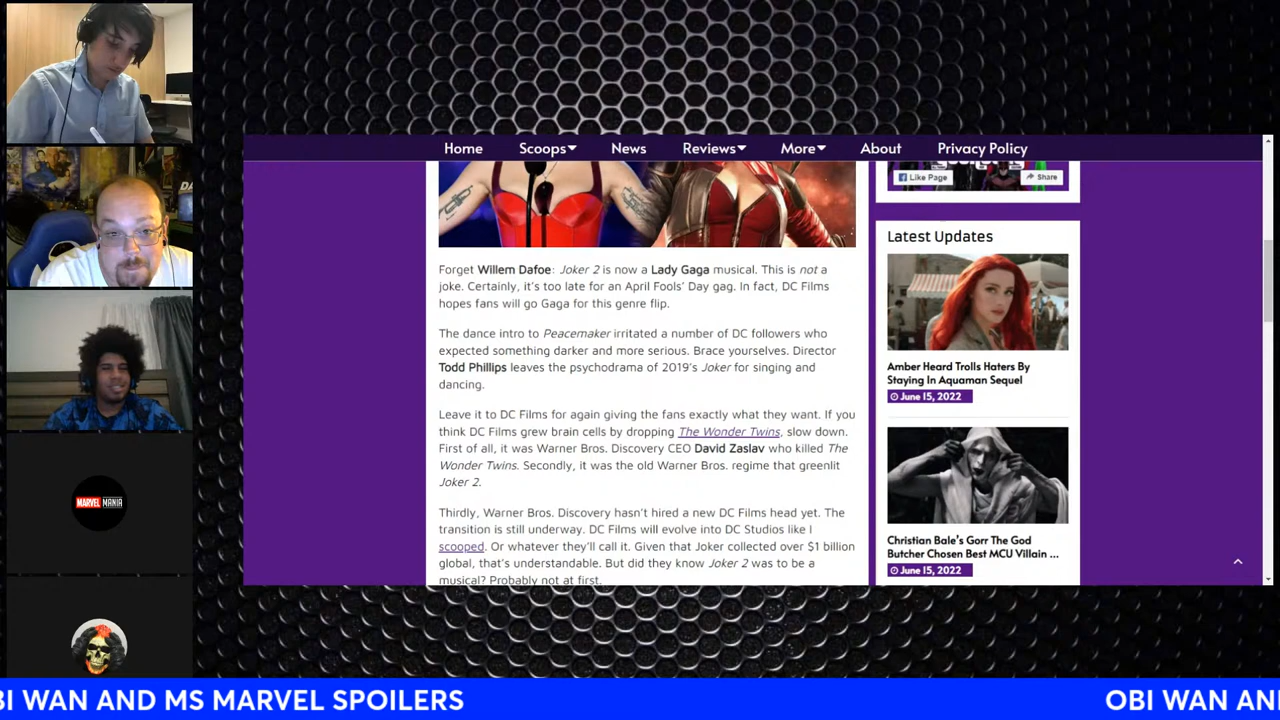 Home Scoops News Reviews More About Privacy Policy
Like Page Share
Forget Willem Dafoe: Joker 2 is now a Lady Gaga musical. This is not a
joke. Certainly, it's too late for an April Fools' Day gag. In fact, DC Films
hopes fans will go Gaga for this genre flip.
The dance intro to Peacemaker irritated a number of DC followers who
expected something darker and more serious. Brace yourselves. Director
Todd Phillips leaves the psychodrama of 2019's Joker for singing and
dancing.
Leave it to DC Films for again giving the fans exactly what they want. If you
think DC Films grew brain cells by dropping The Wonder Twins, slow down.
First of all, it was Warner Bros. Discovery CEO David Zaslav who killed The
Wonder Twins. Secondly, it was the old Warner Bros. regime that greenlit
Joker 2.
Thirdly, Warner Bros. Discovery hasn't hired a new DC Films head yet. The
transition is still underway. DC Films will evolve into DC Studios like I
scooped. Or whatever they'll call it. Given that Joker collected over $1 billion
global, that's understandable. But did they know Joker 2 was to be a
musical? Probably not at first.
Latest Updates
Amber Heard Trolls Haters By
Staying In Aquaman Sequel
June 15, 2022
Christian Bale's Gorr The God
Butcher Chosen Best MCU Villain ...
June 15, 2022
MARVEL MANIA
BI WAN AND MS MARVEL SPOILERS
OBI WAN AN